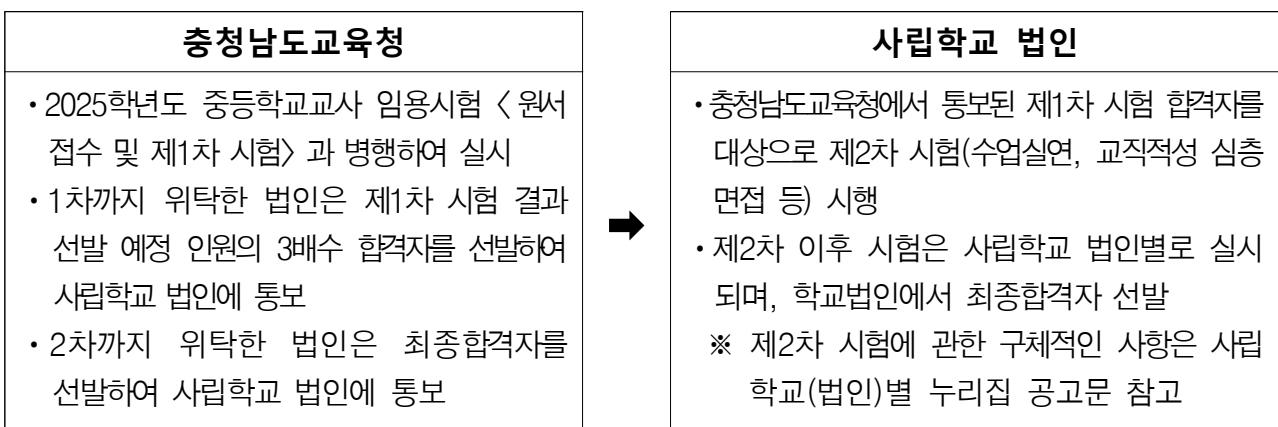 충청남도교육청
•2025학년도 중등학교교사 임용시험 〈원서
접수 및 제1차 시험〉 과 병행하여 실시
•1차까지 위탁한 법인은 제1차 시험 결과
선발 예정 인원의 3배수 합격자를 선발하여
사립학교 법인에 통보
•2차까지 위탁한 법인은 최종합격자를
선발하여 사립학교 법인에 통보
➡
사립학교 법인
•충청남도교육청에서 통보된 제1차 시험 합격자를
대상으로 제2차 시험(수업실연, 교직적성 심층
면접 등) 시행
•제2차 이후 시험은 사립학교 법인별로 실시
되며, 학교법인에서 최종합격자 선발
※ 제2차 시험에 관한 구체적인 사항은 사립
학교(법인)별 누리집 공고문 참고